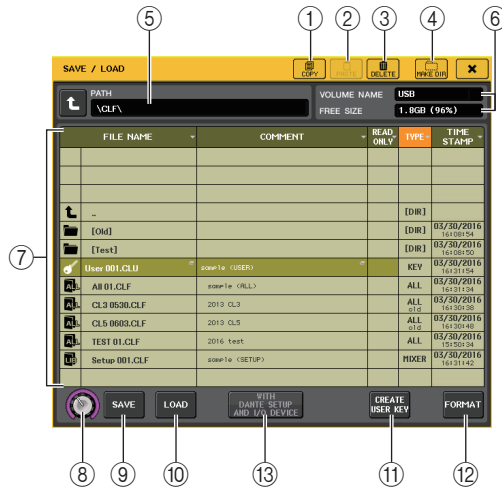 ① ② ③ ④ ⑤ ⑥
SAVE / LOAD COPY PASTE DELETE MAKE DIR ×
PATH VOLUME NAME USB
\CLF\ FREE SIZE 1.8GB (96%)
FILE NAME COMMENT READ ONLY TYPE TIME STAMP
.. [DIR]
[Old] [DIR] 03/30/2016 16:08:54
[Test] [DIR] 03/30/2016 16:08:50
User 001.CLU sample (USER) KEY 03/30/2016 16:31:54
ALL All 01.CLF sample (ALL) ALL 03/30/2016 16:31:34
ALL CL3 0530.CLF 2013 CL3 ALL old 03/30/2016 16:30:38
ALL CL5 0603.CLF 2013 CL5 ALL old 03/30/2016 16:30:48
ALL TEST 01.CLF 2016 test ALL 03/30/2016 15:50:34
LIB Setup 001.CLF sample (SETUP) MIXER 03/30/2016 16:31:42
⑦
SAVE LOAD WITH DANTE SETUP AND I/O DEVICE CREATE USER KEY FORMAT
⑧ ⑨ ⑩ ⑬ ⑪ ⑫